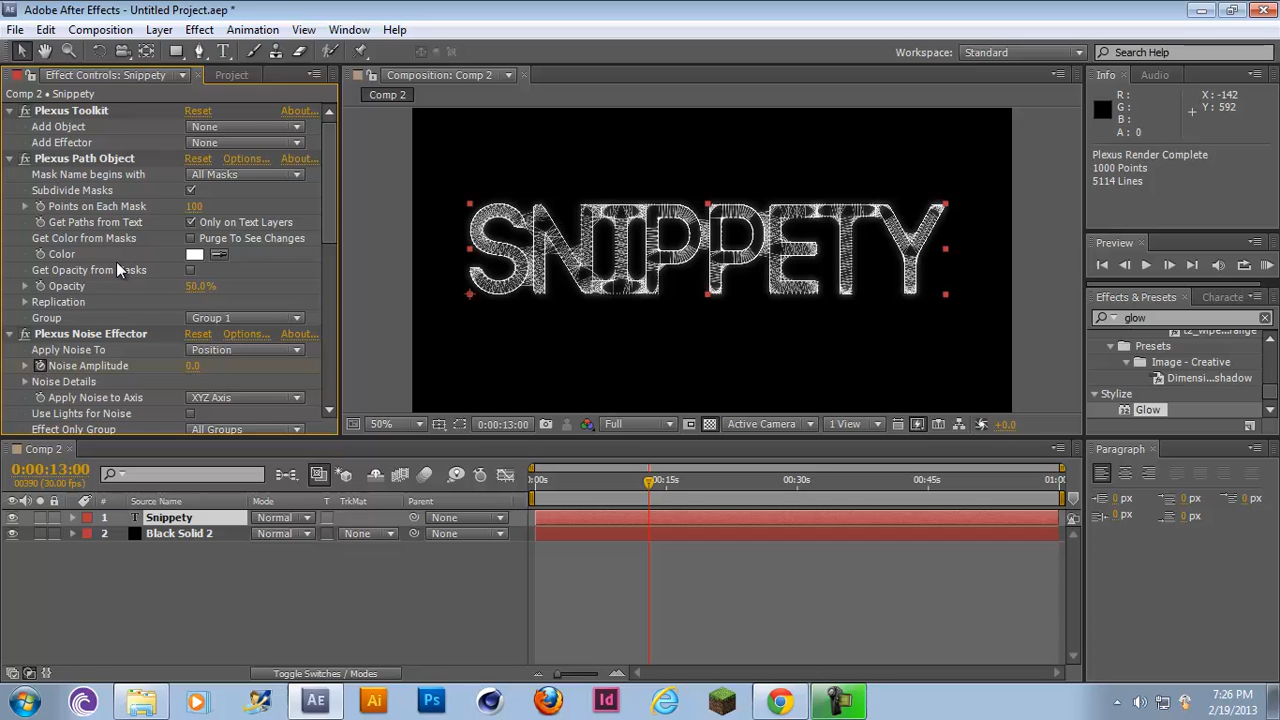 Adobe After Effects - Untitled Project.aep *
File Edit Composition Layer Effect Animation View Window Help
Workspace: Standard Search Help
Effect Controls: Snippety Project
Comp 2 • Snippety
Plexus Toolkit Reset About...
Add Object None
Add Effector None
Plexus Path Object Reset Options... About...
Mask Name begins with All Masks
Subdivide Masks
Points on Each Mask 100
Get Paths from Text Only on Text Layers
Get Color from Masks Purge To See Changes
Color
Get Opacity from Masks
Opacity 50.0%
Replication
Group Group 1
Plexus Noise Effector Reset Options... About...
Apply Noise To Position
Noise Amplitude 0.0
Noise Details
Apply Noise to Axis XYZ Axis
Use Lights for Noise
Effect Only Group All Groups
Composition: Comp 2
Comp 2
SNIPPETY
50% 0:00:13:00 Full Active Camera 1 View +0.0
Info Audio
R: X: -142
G: Y: 592
B:
A: 0
Plexus Render Complete
1000 Points
5114 Lines
Preview
Effects & Presets Characte
glow
Presets
Image - Creative
Dimensi...shadow
Stylize
Glow
Comp 2
0:00:13:00
00390 (30.00 fps)
# Source Name Mode T TrkMat Parent
1 T Snippety Normal None
2 Black Solid 2 Normal None None
00s 00:15s 00:30s 00:45s 01:00
Toggle Switches / Modes
Paragraph
0 px 0 px 0 px
0 px 0 px
Ae Ai Ps Id
7:26 PM
2/19/2013